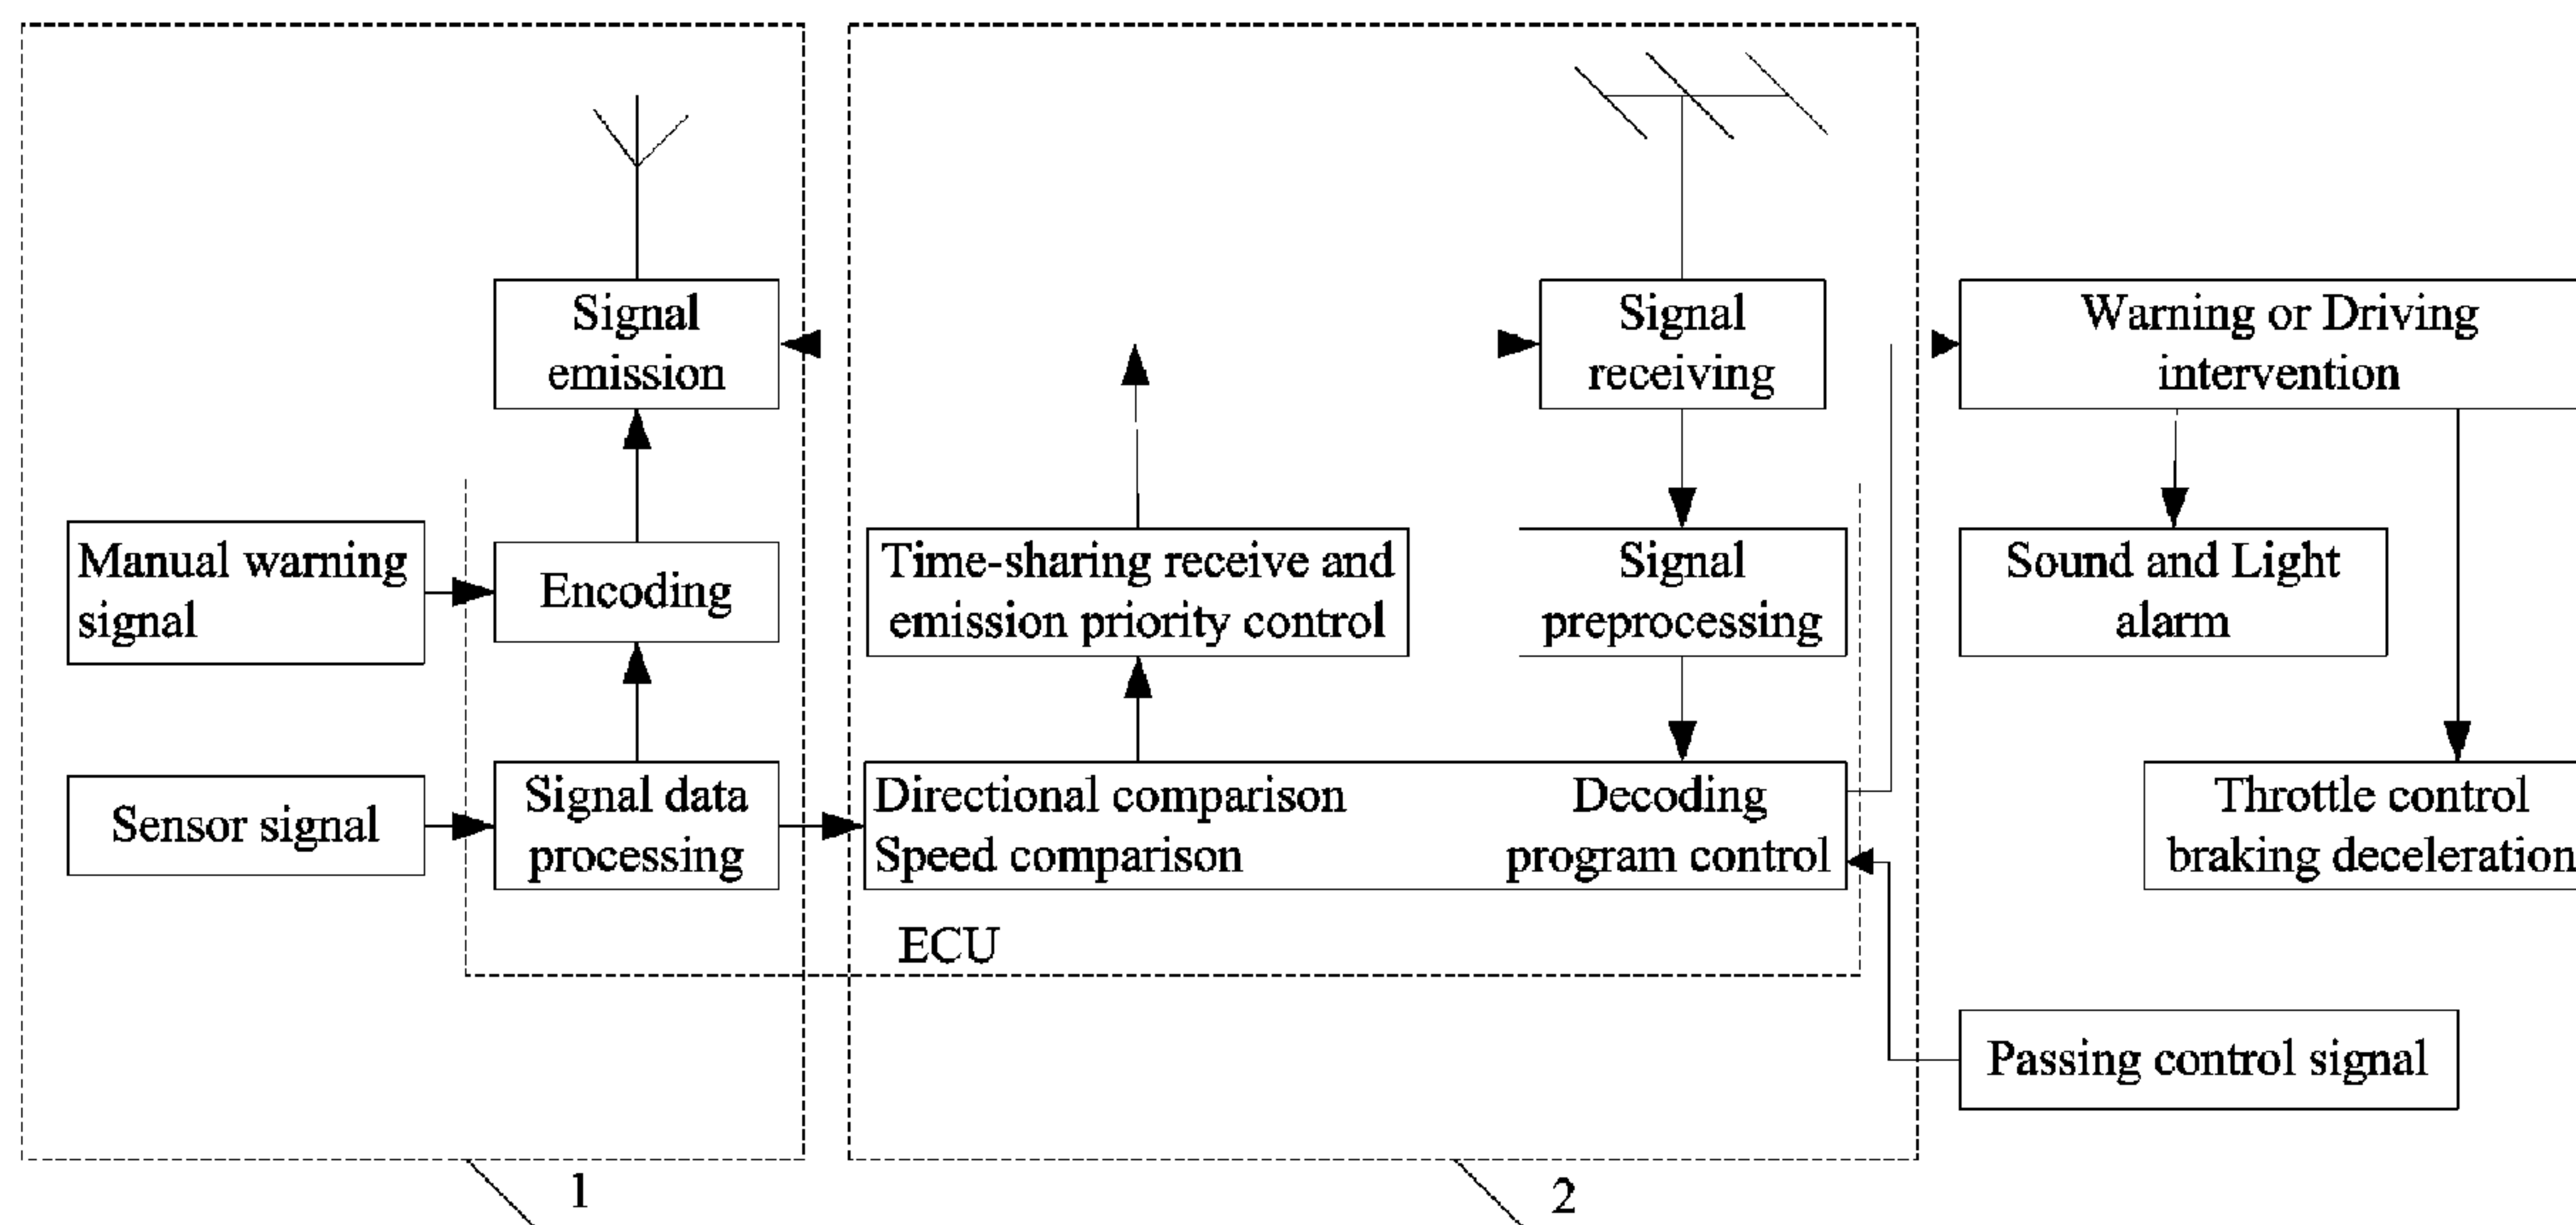 Signal
emission
Signal
receiving
Warning or Driving
intervention
Manual warning
signal
Encoding
Time-sharing receive and
emission priority control
Signal
preprocessing
Sound and Light
alarm
Sensor signal
Signal data
processing
Directional comparison
Speed comparison
Decoding
program control
Throttle control
braking deceleration
ECU
Passing control signal
1
2